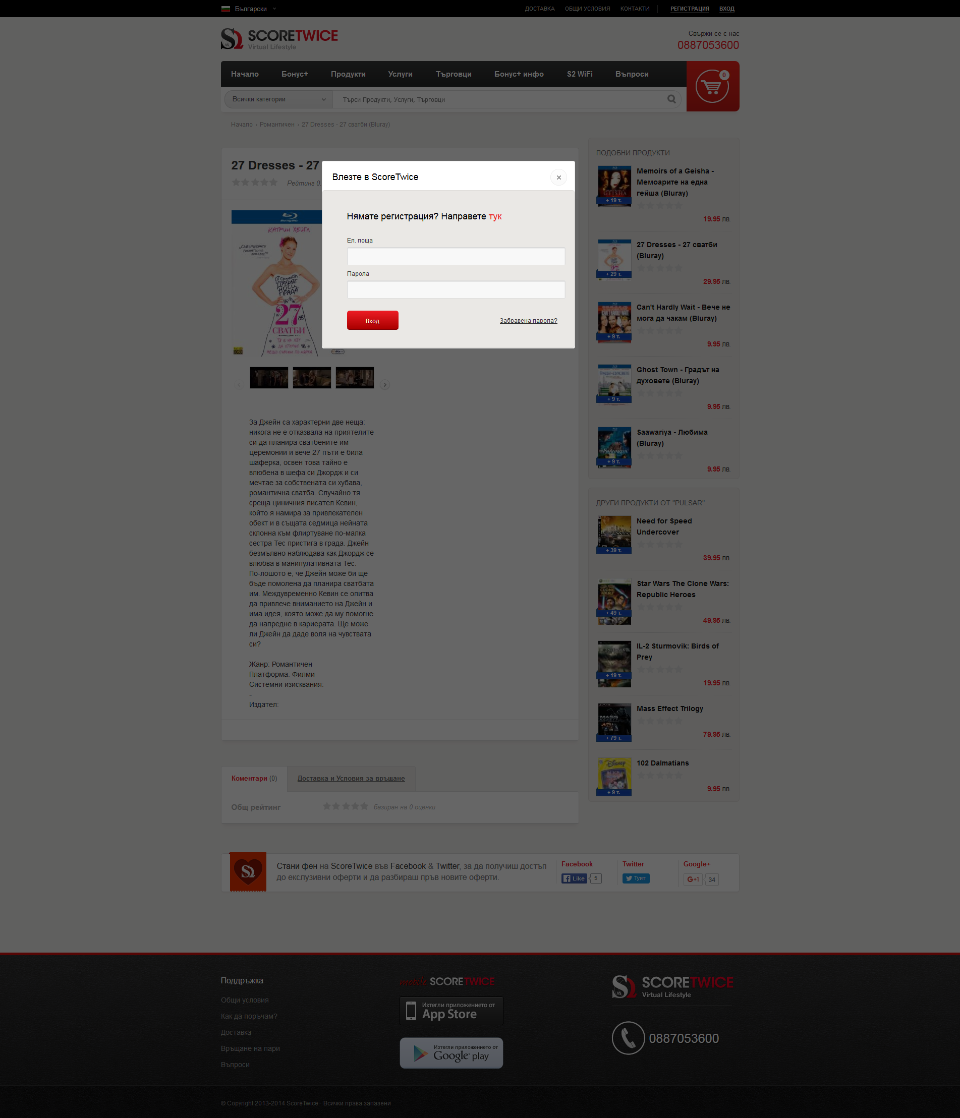 Български
ДОСТАВКА ОБЩИ УСЛОВИЯ КОНТАКТИ РЕГИСТРАЦИЯ ВХОД
SCORETWICE
Virtual Lifestyle
Свържи се с нас
0887053600
Начало Бонус+ Продукти Услуги Търговци Бонус+ инфо S2 WiFi Въпроси
0
Всички категории Търси Продукти, Услуги, Търговци
Начало › Романтични › 27 Dresses - 27 сватби (Bluray)
27 Dresses - 27
Рейтинг 0
Влезте в ScoreTwice
×
Нямате регистрация? Направете тук
Ел. поща
Парола
Вход
Забравена парола?
27
СВАТБИ
За Джейн са характерни две неща:
никога не е отказвала на приятелите
си да планира сватбените им
церемонии и вече 27 пъти е била
шаферка, освен това тайно е
влюбена в шефа си Джордж и си
мечтае за собствената си хубава,
романтична сватба. Случайно тя
среща циничния писател Кевин,
който я намира за привлекателен
обект и в същата седмица нейната
склонна към флиртуване по-малка
сестра Тес пристига в града. Джейн
безмълвно наблюдава как Джордж се
влюбва в манипулативната Тес.
По-лошото е, че Джейн може би ще
бъде помолена да планира сватбата
им. Междувременно Кевин се опитва
да привлече вниманието на Джейн и
има идея, която може да му помогне
да напредне в кариерата. Ще може
ли Джейн да даде воля на чувствата
си?
Жанр: Романтичен
Платформа: Филми
Системни изисквания:
-
Издател:
ПОДОБНИ ПРОДУКТИ
Memoirs of a Geisha -
Мемоарите на една
гейша (Bluray)
+ 19 т.
19.95 лв.
27 Dresses - 27 сватби
(Bluray)
+ 29 т.
29.95 лв.
Can't Hardly Wait - Вече не
мога да чакам (Bluray)
+ 9 т.
9.95 лв.
Ghost Town - Градът на
духовете (Bluray)
+ 9 т.
9.95 лв.
Saawariya - Любима
(Bluray)
+ 9 т.
9.95 лв.
ДРУГИ ПРОДУКТИ ОТ "PULSAR"
Need for Speed
Undercover
+ 39 т.
39.95 лв.
Star Wars The Clone Wars:
Republic Heroes
+ 49 т.
49.95 лв.
IL-2 Sturmovik: Birds of
Prey
+ 19 т.
19.95 лв.
Mass Effect Trilogy
+ 79 т.
79.95 лв.
102 Dalmatians
+ 9 т.
9.95 лв.
Коментари (0) Доставка и Условия за връщане
Общ рейтинг Базиран на 0 оценки
Стани фен на ScoreTwice във Facebook & Twitter, за да получиш достъп
до ексклузивни оферти и да разбираш пръв новите оферти.
Facebook Twitter Google+
Like G+1 34
Поддръжка
Общи условия
Как да поръчам?
Доставка
Връщане на пари
Въпроси
SCORETWICE
Изтегли приложението от
App Store
Изтегли приложението от
Google play
SCORETWICE
Virtual Lifestyle
0887053600
© Copyright 2013-2014 ScoreTwice Всички права запазени